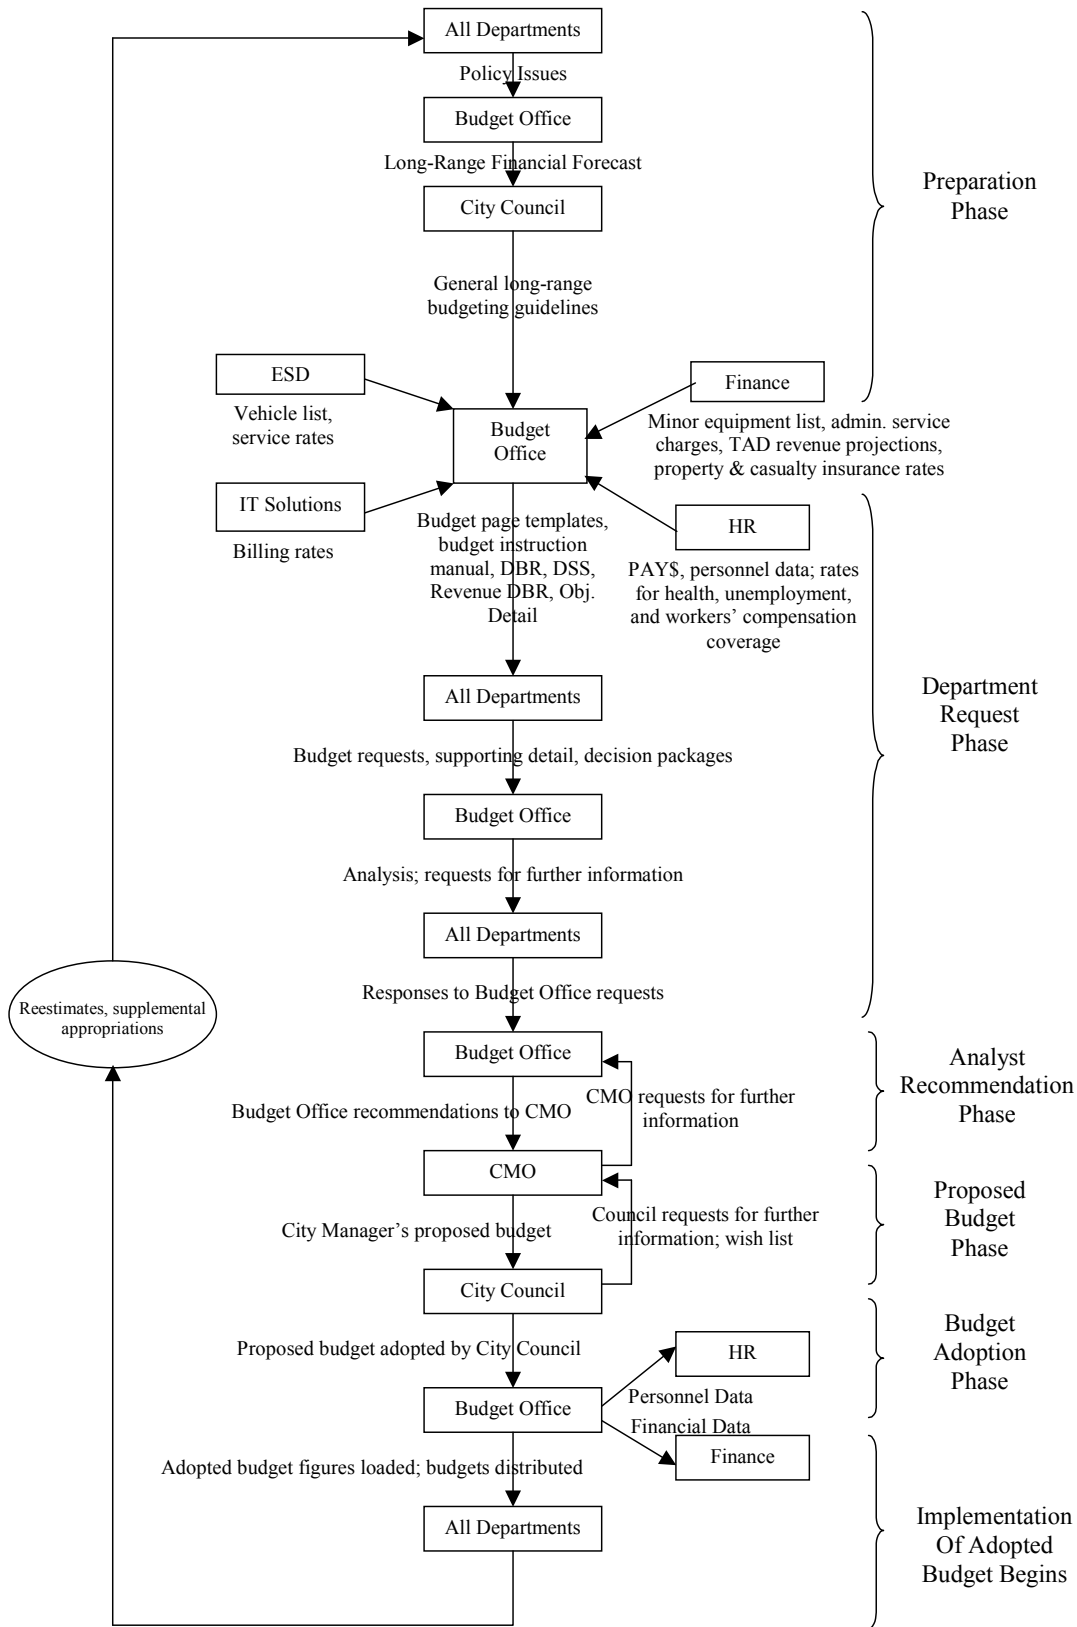 All Departments
Policy Issues
Budget Office
Long-Range Financial Forecast
City Council
Preparation
Phase
General long-range
budgeting guidelines
ESD
Vehicle list,
service rates
Finance
Minor equipment list, admin. service
charges, TAD revenue projections,
property & casualty insurance rates
Budget
Office
IT Solutions
Billing rates
HR
PAY$, personnel data; rates
for health, unemployment,
and workers’ compensation
coverage
Budget page templates,
budget instruction
manual, DBR, DSS,
Revenue DBR, Obj.
Detail
All Departments
Department
Request
Phase
Budget requests, supporting detail, decision packages
Budget Office
Analysis; requests for further information
All Departments
Responses to Budget Office requests
Reestimates, supplemental
appropriations
Budget Office
Analyst
Recommendation
Phase
Budget Office recommendations to CMO
CMO requests for further
information
CMO
City Manager’s proposed budget
Council requests for further
information; wish list
Proposed
Budget
Phase
City Council
Proposed budget adopted by City Council
HR
Budget
Adoption
Phase
Budget Office
Personnel Data
Financial Data
Finance
Adopted budget figures loaded; budgets distributed
All Departments
Implementation
Of Adopted
Budget Begins